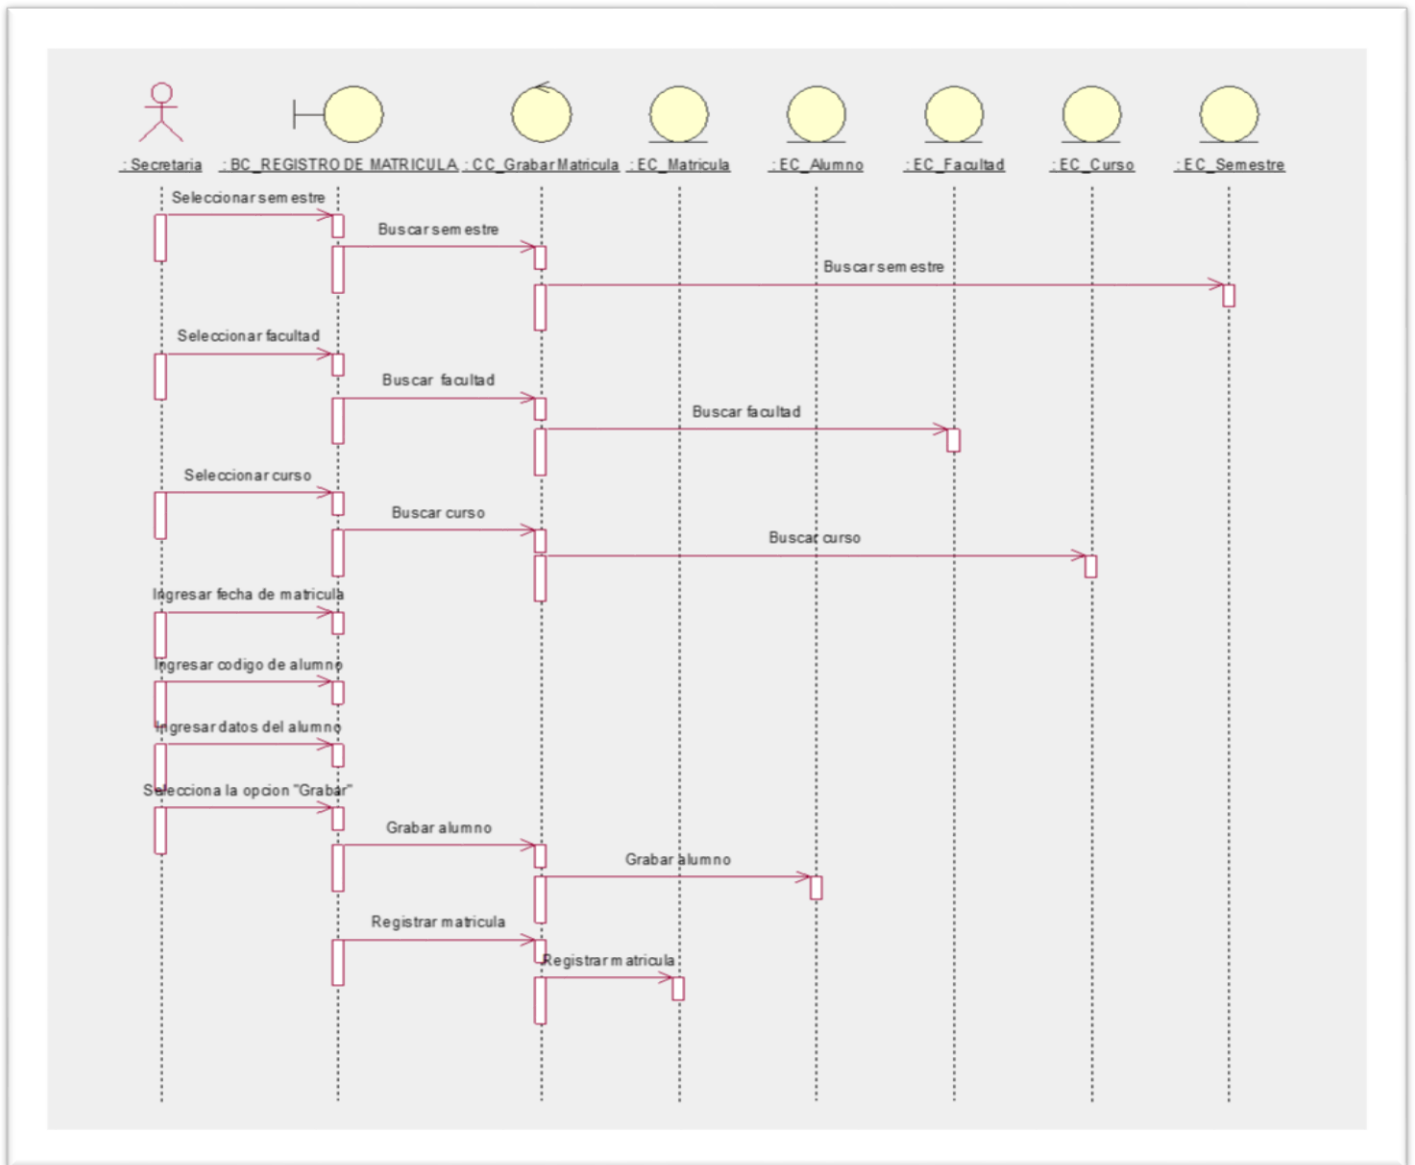 : Secretaria
: BC_REGISTRO DE MATRICULA
: CC_GrabarMatricula
: EC_Matricula
: EC_Alumno
: EC_Facultad
: EC_Curso
: EC_Semestre
Seleccionar semestre
Buscar semestre
Buscar semestre
Seleccionar facultad
Buscar facultad
Buscar facultad
Seleccionar curso
Buscar curso
Buscar curso
Ingresar fecha de matricula
Ingresar codigo de alumno
Ingresar datos del alumno
Selecciona la opcion "Grabar"
Grabar alumno
Grabar alumno
Registrar matricula
Registrar matricula